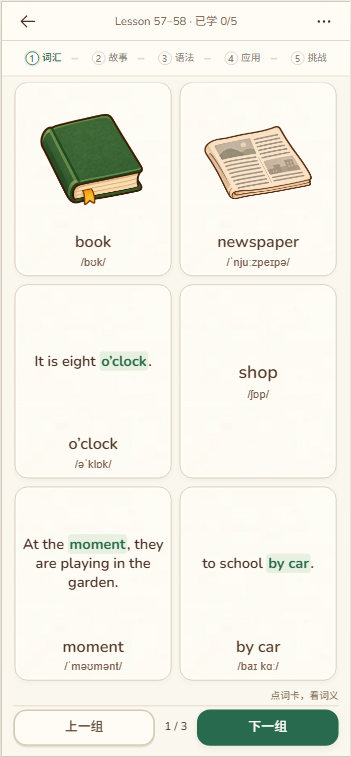 Lesson 57–58 · 已学 0/5
1 词汇 – 2 故事 – 3 语法 – 4 应用 – 5 挑战
book
/bʊk/
newspaper
/ˈnjuːzpeɪpə/
It is eight o’clock.
o’clock
/əˈklɒk/
shop
/ʃɒp/
At the moment, they
are playing in the
garden.
moment
/ˈməʊmənt/
to school by car.
by car
/baɪ kɑː/
点词卡，看词义
上一组
1 / 3
下一组